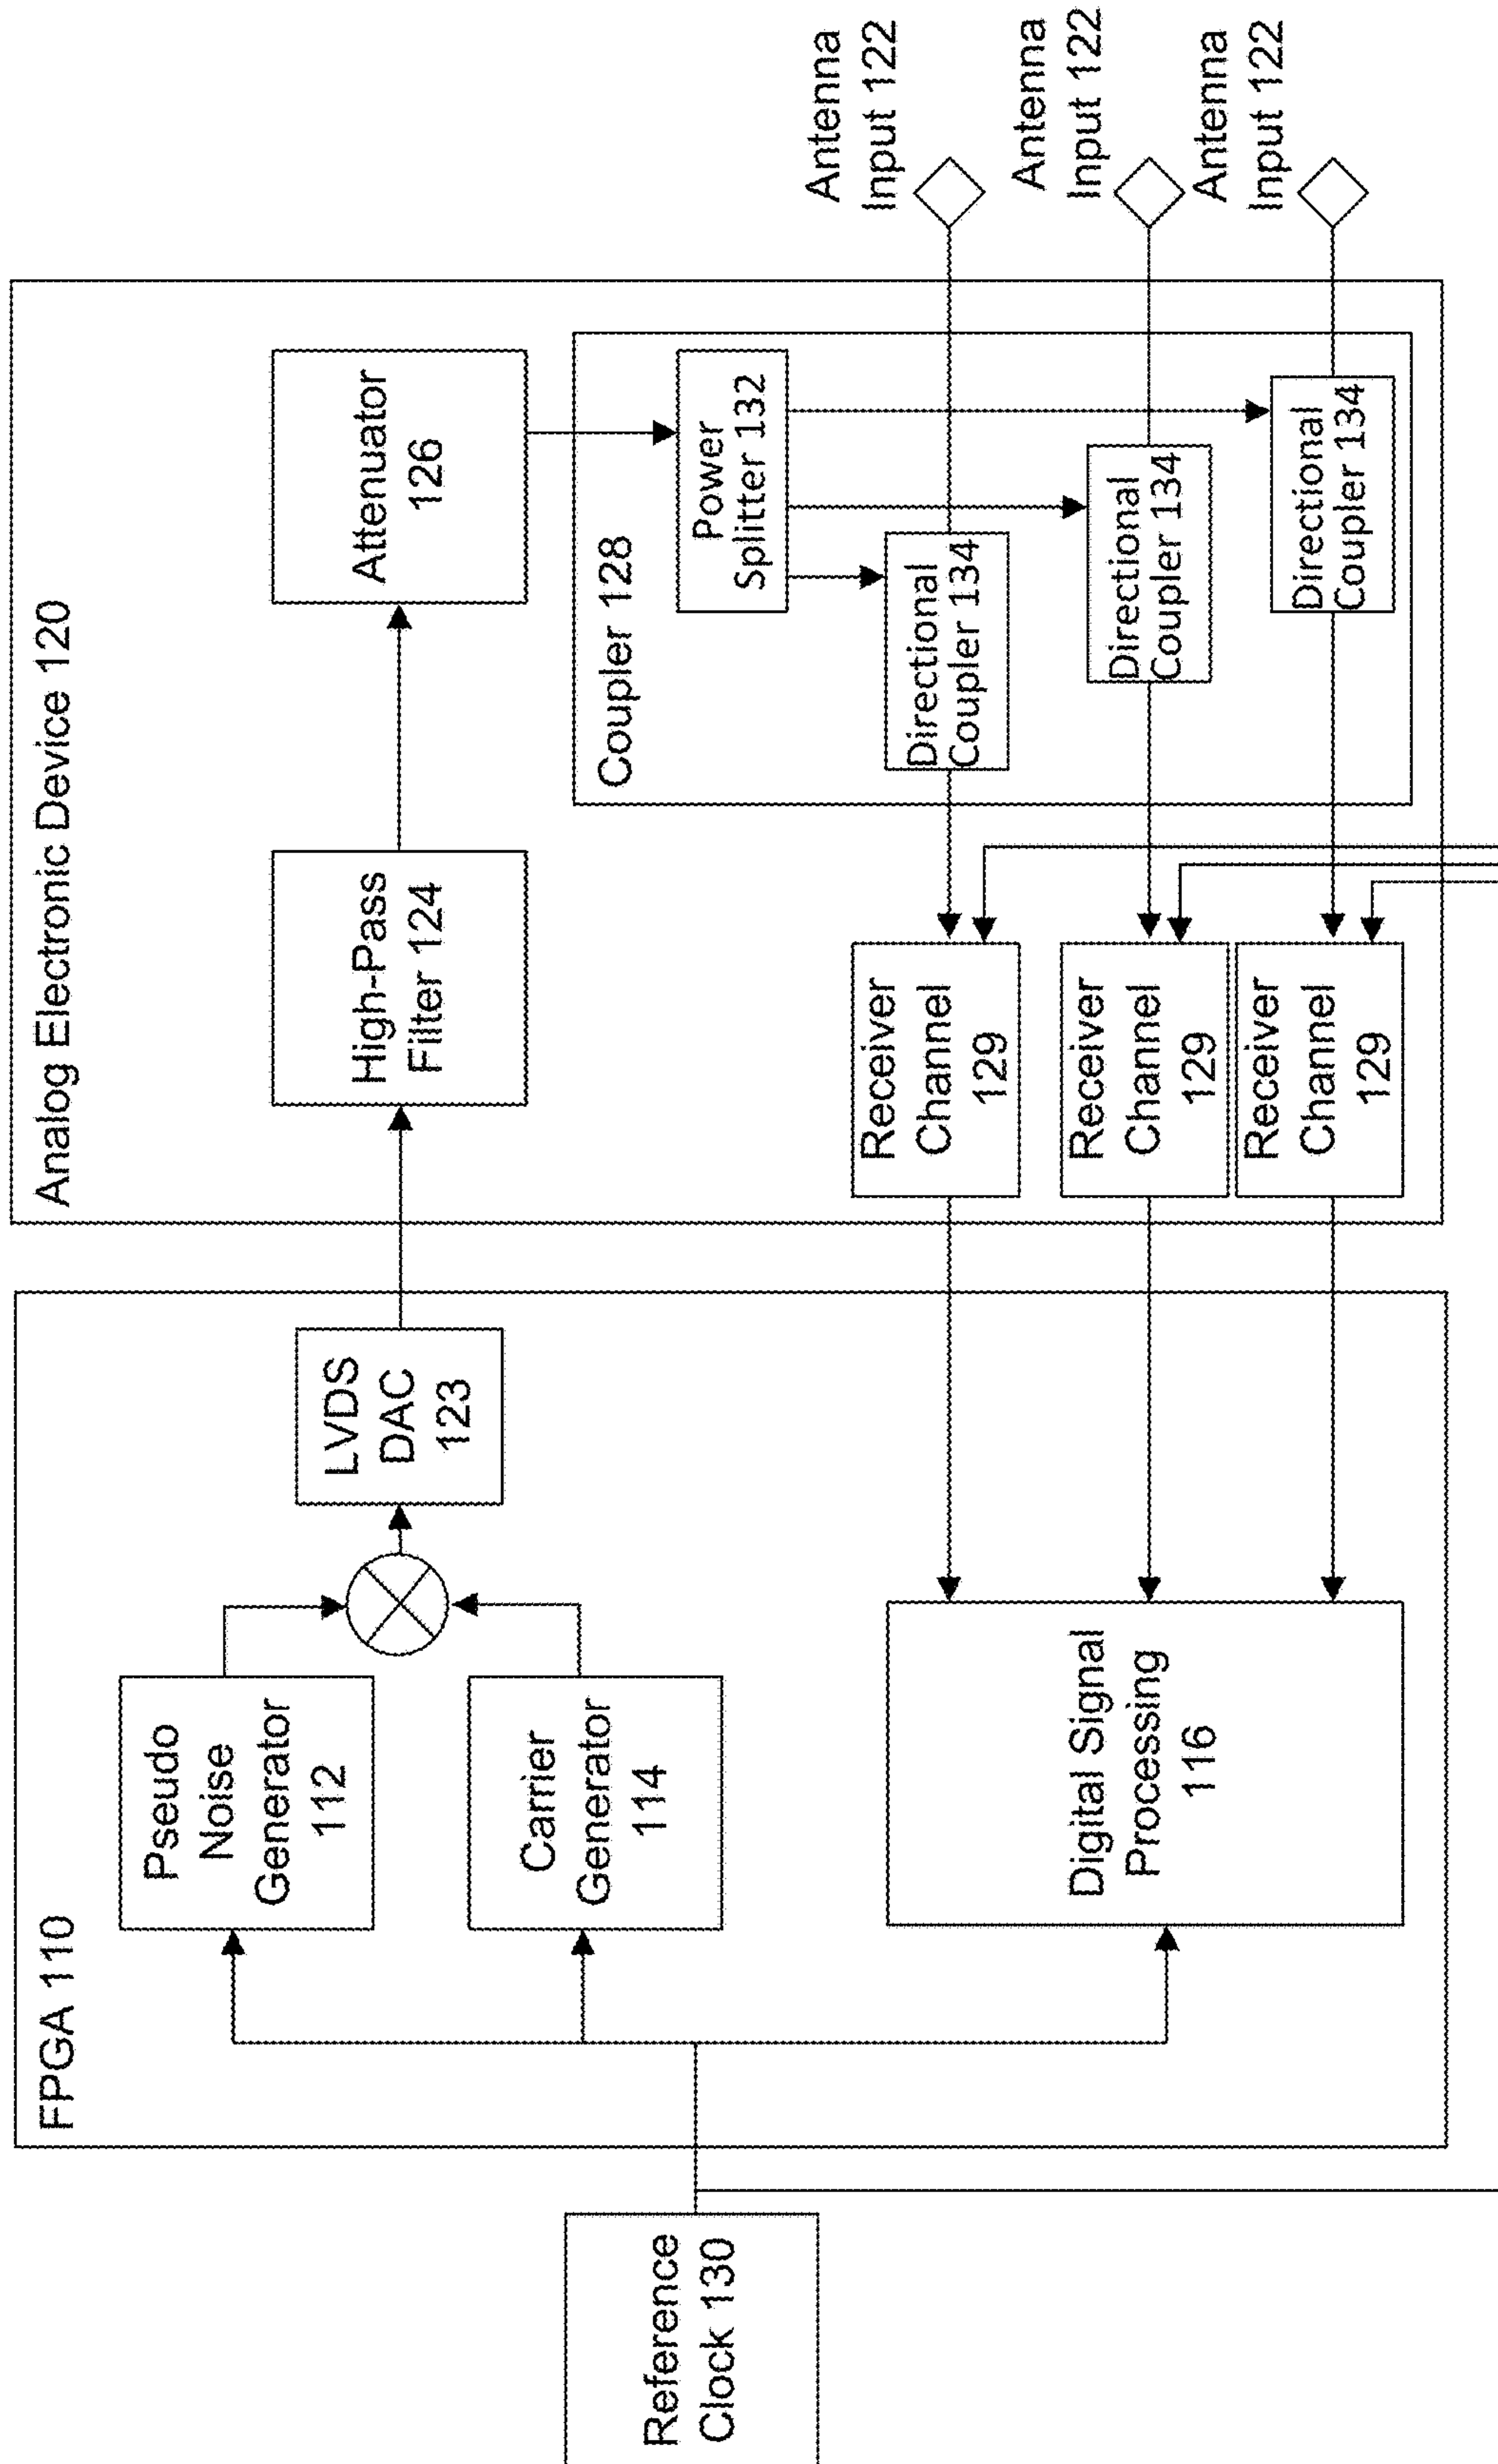 FPGA 110
Pseudo
Noise
Generator
112
Carrier
Generator
114
LVDS
DAC
123
Digital Signal
Processing
116
Reference
Clock 130
Analog Electronic Device 120
High-Pass
Filter 124
Attenuator
126
Coupler 128
Power
Splitter 132
Directional
Coupler 134
Directional
Coupler 134
Directional
Coupler 134
Receiver
Channel
129
Receiver
Channel
129
Receiver
Channel
129
Antenna
Input 122
Antenna
Input 122
Antenna
Input 122